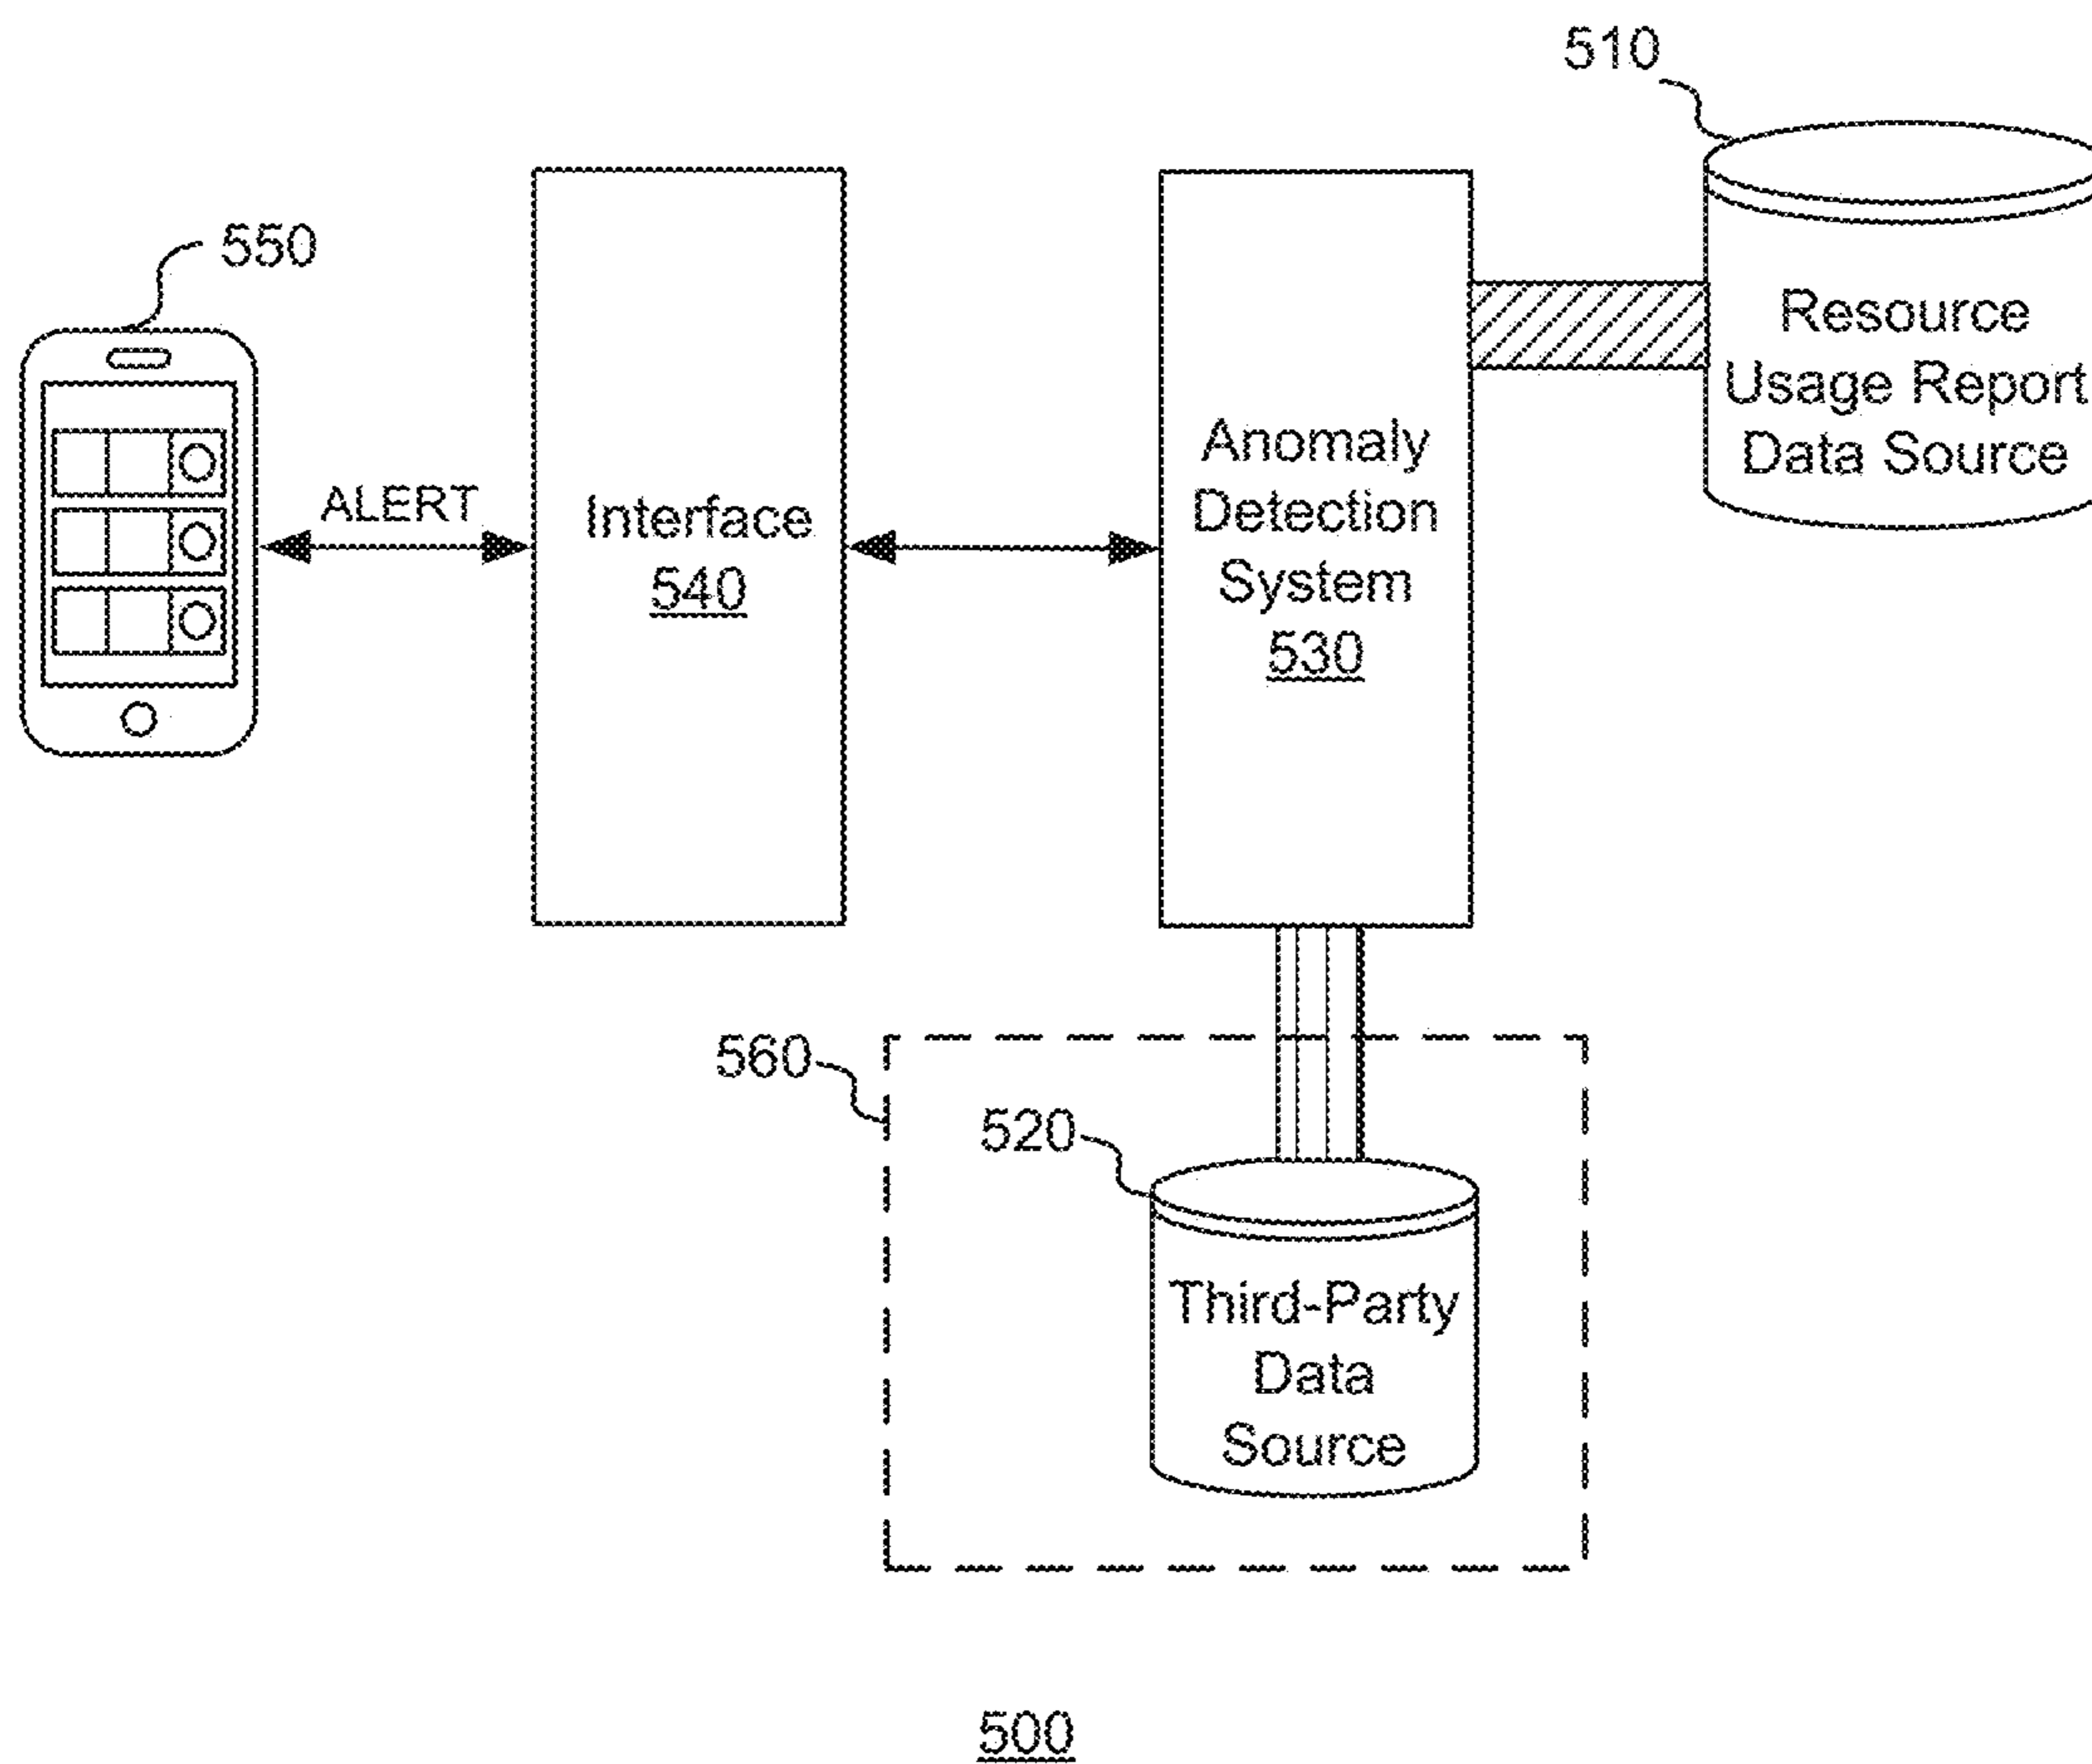 510
550
Resource
Usage Report
Data Source
Anomaly
Detection
System
530
ALERT
Interface
540
560
520
Third-Party
Data
Source
500